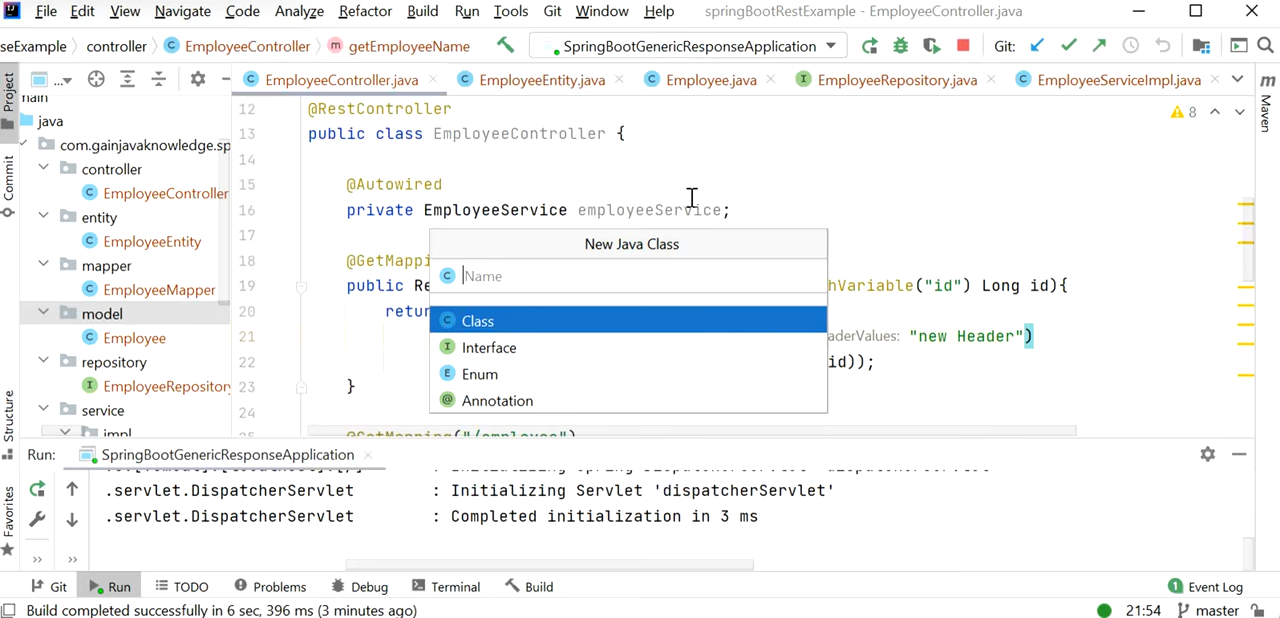 File Edit View Navigate Code Analyze Refactor Build Run Tools Git Window Help springBootRestExample - EmployeeController.java
seExample controller EmployeeController getEmployeeName SpringBootGenericResponseApplication Git:
... EmployeeController.java EmployeeEntity.java Employee.java EmployeeRepository.java EmployeeServiceImpl.java
Project
Commit
Structure
Favorites
Maven
main
java
com.gainjavaknowledge.sp
controller
EmployeeController
entity
EmployeeEntity
mapper
EmployeeMapper
model
Employee
repository
EmployeeRepository
service
impl
12 @RestController
13 public class EmployeeController {
14
15 @Autowired
16 private EmployeeService employeeService;
17
18 @GetMappi
19 public Re hVariable("id") Long id){
20 retur
21 aderValues: "new Header")
22 id));
23 }
24
25 @GetMapping("/employee")
8
New Java Class
Name
Class
Interface
Enum
Annotation
Run: SpringBootGenericResponseApplication
.servlet.DispatcherServlet : Initializing Servlet 'dispatcherServlet'
.servlet.DispatcherServlet : Completed initialization in 3 ms
Git Run TODO Problems Debug Terminal Build 1 Event Log
Build completed successfully in 6 sec, 396 ms (3 minutes ago) 21:54 master